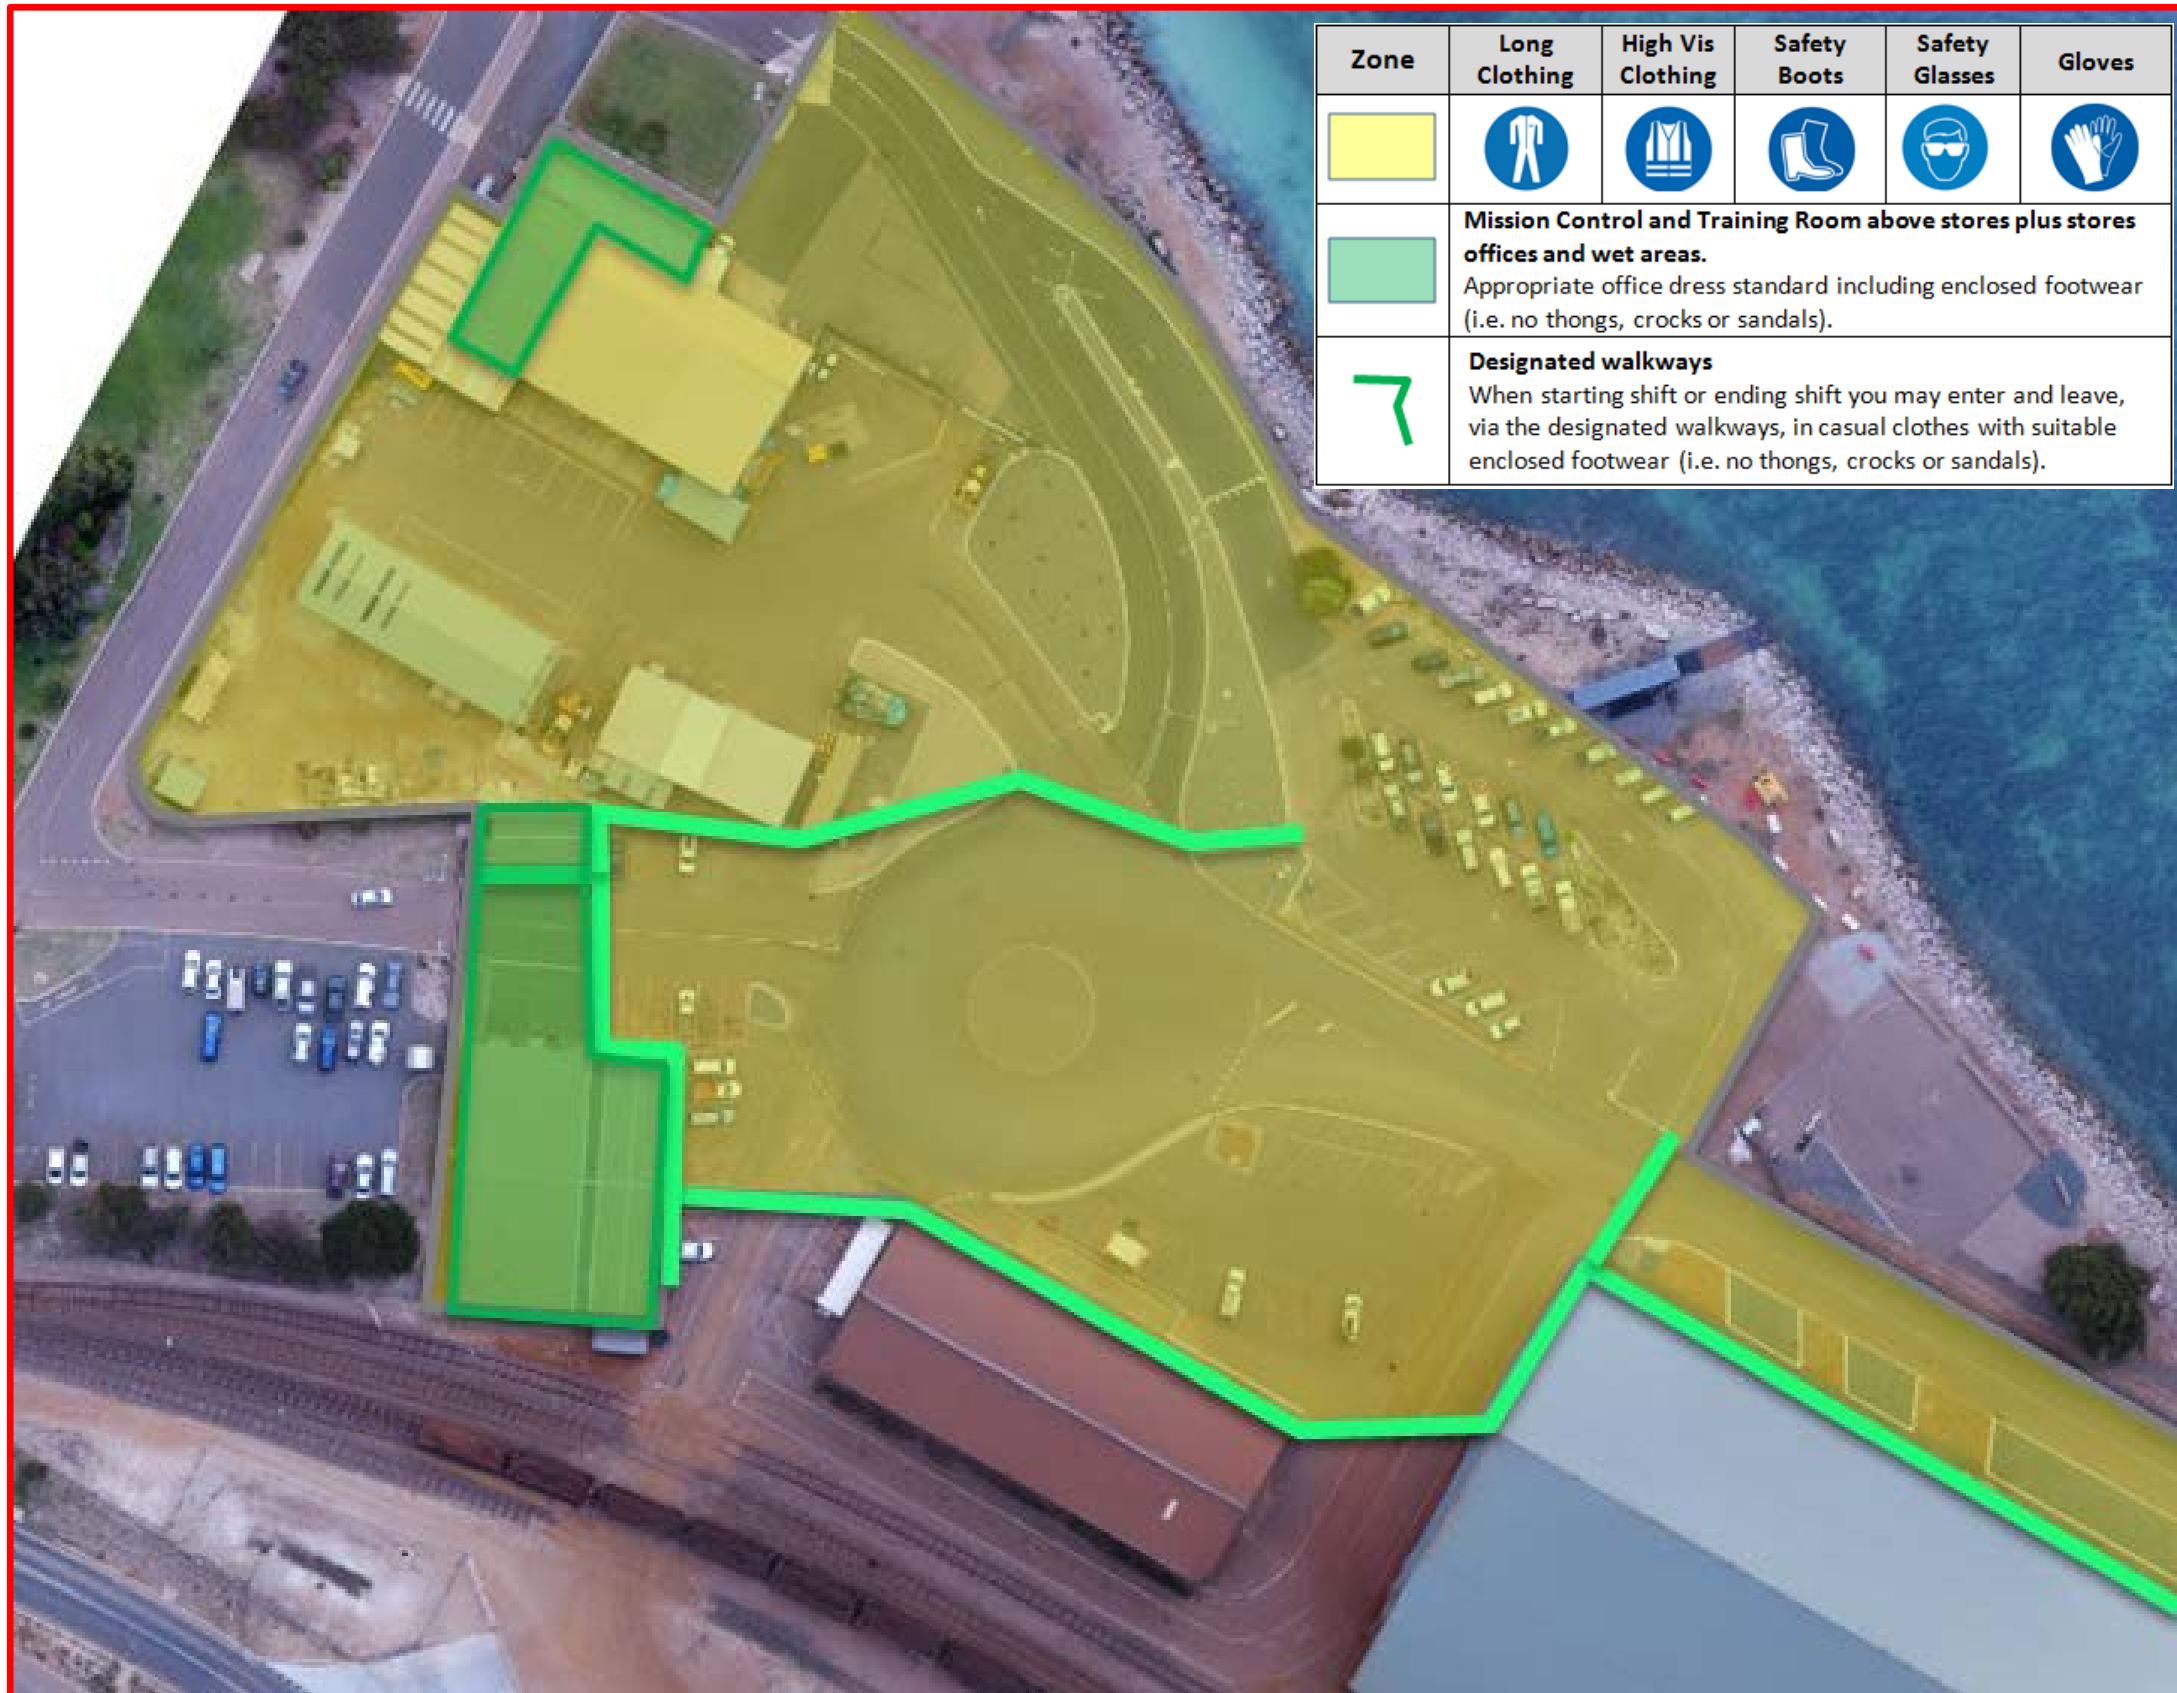 Zone
Long Clothing
High Vis Clothing
Safety Boots
Safety Glasses
Gloves
Mission Control and Training Room above stores plus stores
offices and wet areas.
Appropriate office dress standard including enclosed footwear
(i.e. no thongs, crocks or sandals).
Designated walkways
When starting shift or ending shift you may enter and leave,
via the designated walkways, in casual clothes with suitable
enclosed footwear (i.e. no thongs, crocks or sandals).